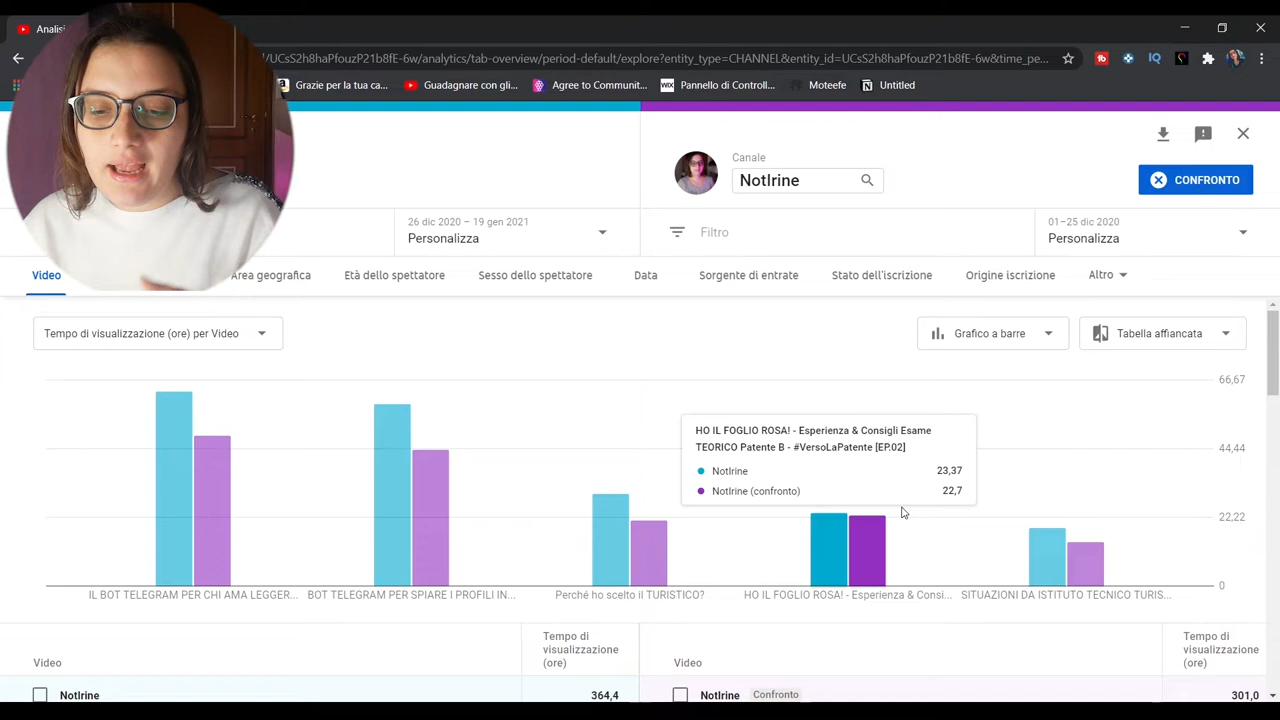 Analisi
/UCsS2h8haPfouzP21b8fE-6w/analytics/tab-overview/period-default/explore?entity_type=CHANNEL&entity_id=UCsS2h8haPfouzP21b8fE-6w&time_pe...
Grazie per la tua ca... Guadagnare con gli... Agree to Communit... Pannello di Controll... Moteefe Untitled
Canale
NotIrine
CONFRONTO
26 dic 2020 – 19 gen 2021
Personalizza
Filtro
01–25 dic 2020
Personalizza
Video Area geografica Età dello spettatore Sesso dello spettatore Data Sorgente di entrate Stato dell'iscrizione Origine iscrizione Altro
Tempo di visualizzazione (ore) per Video
Grafico a barre
Tabella affiancata
66,67
44,44
22,22
0
HO IL FOGLIO ROSA! - Esperienza & Consigli Esame
TEORICO Patente B - #VersoLaPatente [EP.02]
NotIrine 23,37
NotIrine (confronto) 22,7
IL BOT TELEGRAM PER CHI AMA LEGGER... BOT TELEGRAM PER SPIARE I PROFILI IN... Perché ho scelto il TURISTICO? HO IL FOGLIO ROSA! - Esperienza & Consi... SITUAZIONI DA ISTITUTO TECNICO TURIS...
Video
Tempo di
visualizzazione
(ore)
Video
Tempo di
visualizzazione
(ore)
NotIrine 364,4
NotIrine Confronto 301,0